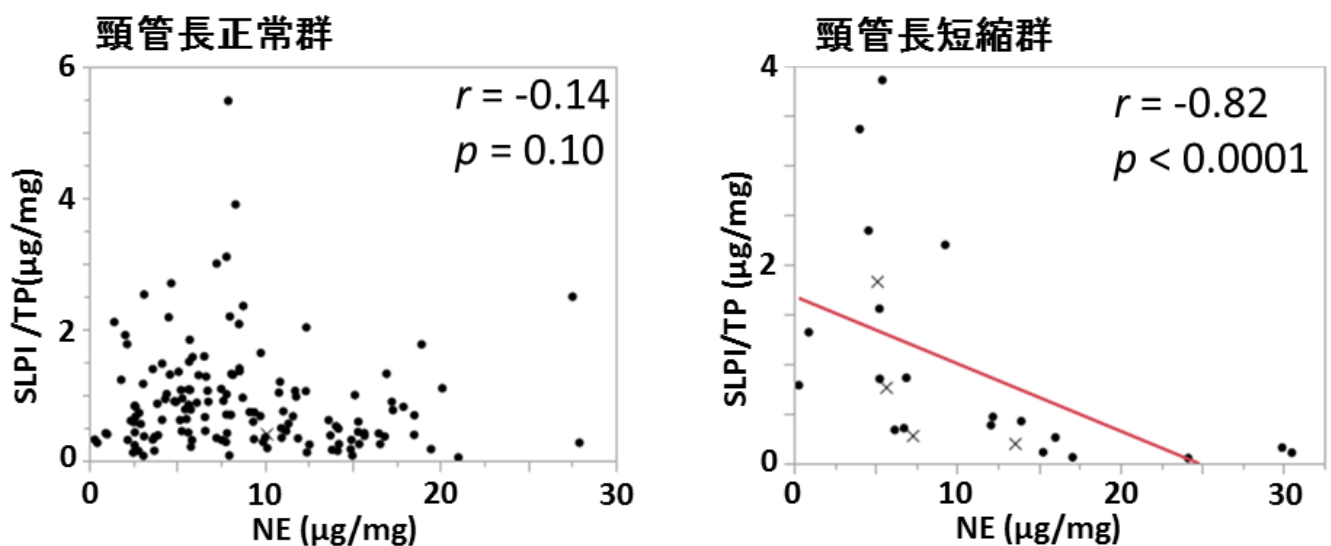 頸管長正常群
r = -0.14
p = 0.10
SLPI /TP(µg/mg)
6
4
2
0
0 10 20 30
NE (µg/mg)
頸管長短縮群
r = -0.82
p < 0.0001
SLPI/TP (µg/mg)
4
2
0
0 10 20 30
NE (µg/mg)